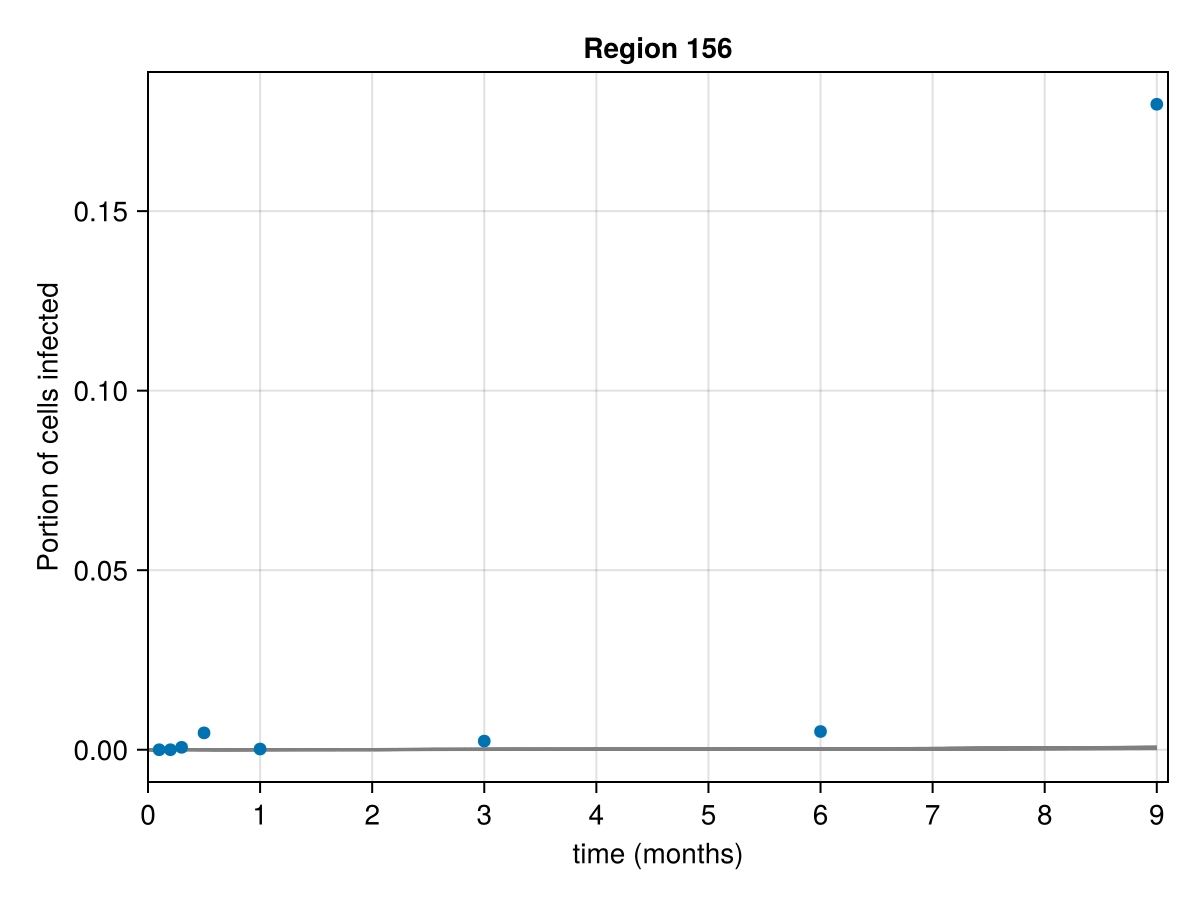 Region 156
Portion of cells infected
0.15
0.10
0.05
0.00
0 1 2 3 4 5 6 7 8 9
time (months)